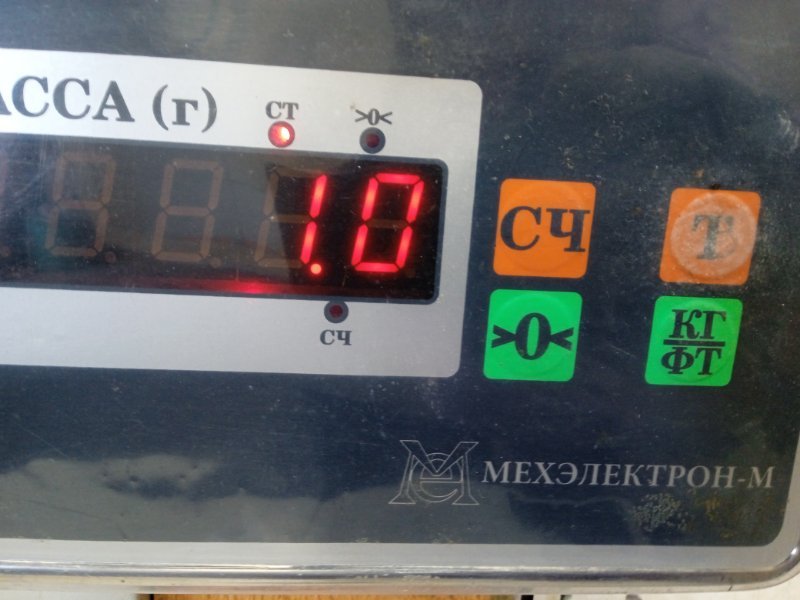 АССА (г)
СТ
>0<
1.0
СЧ
СЧ
Т
>0<
КГ
ФТ
МЕХЭЛЕКТРОН-М